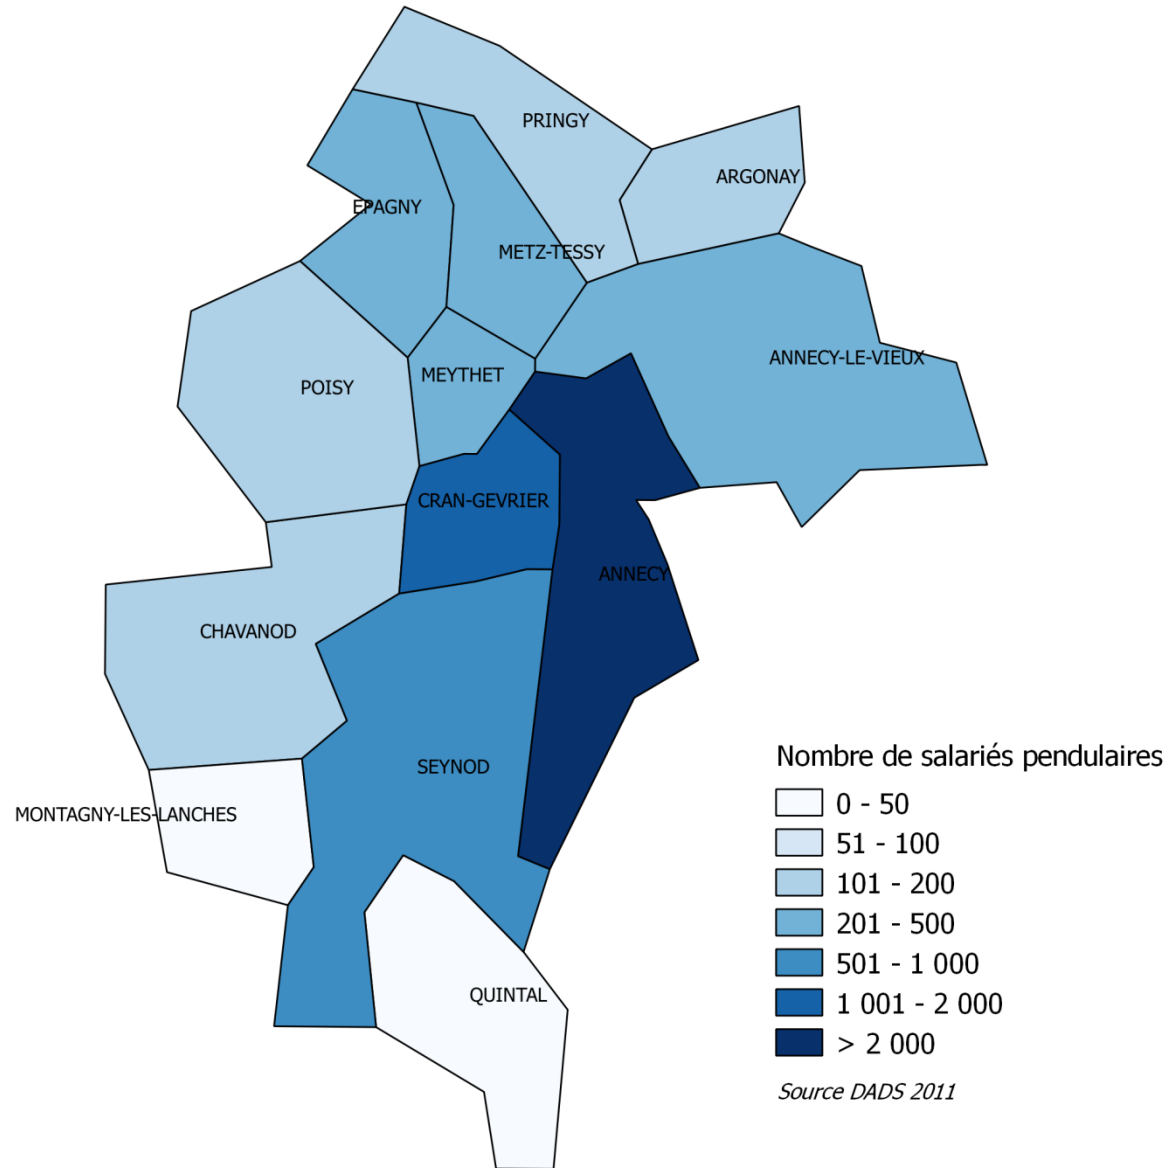 PRINGY
ARGONAY
EPAGNY
METZ-TESSY
ANNECY-LE-VIEUX
MEYTHET
POISY
CRAN-GEVRIER
ANNECY
CHAVANOD
SEYNOD
MONTAGNY-LES-LANCHES
QUINTAL
Nombre de salariés pendulaires
0 - 50
51 - 100
101 - 200
201 - 500
501 - 1 000
1 001 - 2 000
> 2 000
Source DADS 2011